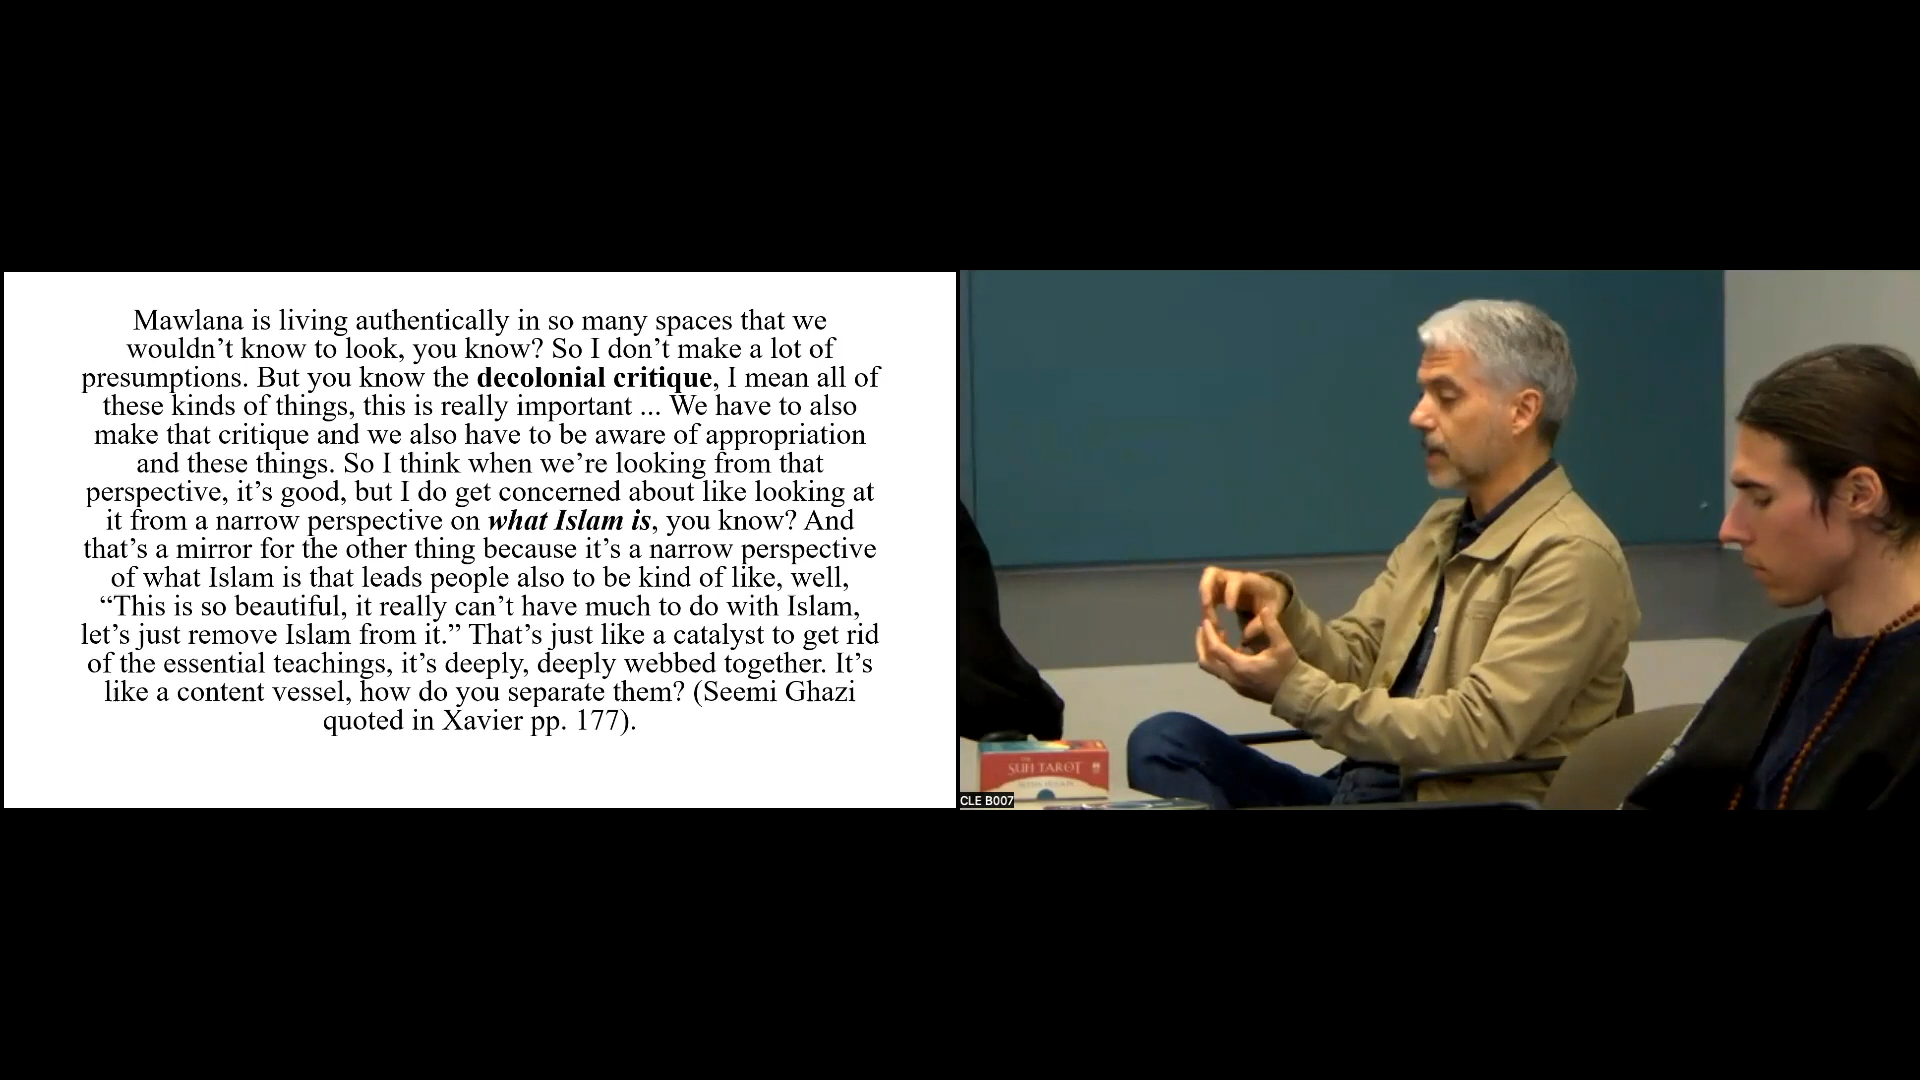 Mawlana is living authentically in so many spaces that we
wouldn’t know to look, you know? So I don’t make a lot of
presumptions. But you know the decolonial critique, I mean all of
these kinds of things, this is really important ... We have to also
make that critique and we also have to be aware of appropriation
and these things. So I think when we’re looking from that
perspective, it’s good, but I do get concerned about like looking at
it from a narrow perspective on what Islam is, you know? And
that’s a mirror for the other thing because it’s a narrow perspective
of what Islam is that leads people also to be kind of like, well,
“This is so beautiful, it really can’t have much to do with Islam,
let’s just remove Islam from it.” That’s just like a catalyst to get rid
of the essential teachings, it’s deeply, deeply webbed together. It’s
like a content vessel, how do you separate them? (Seemi Ghazi
quoted in Xavier pp. 177).
SUFI TAROT
CLE B007